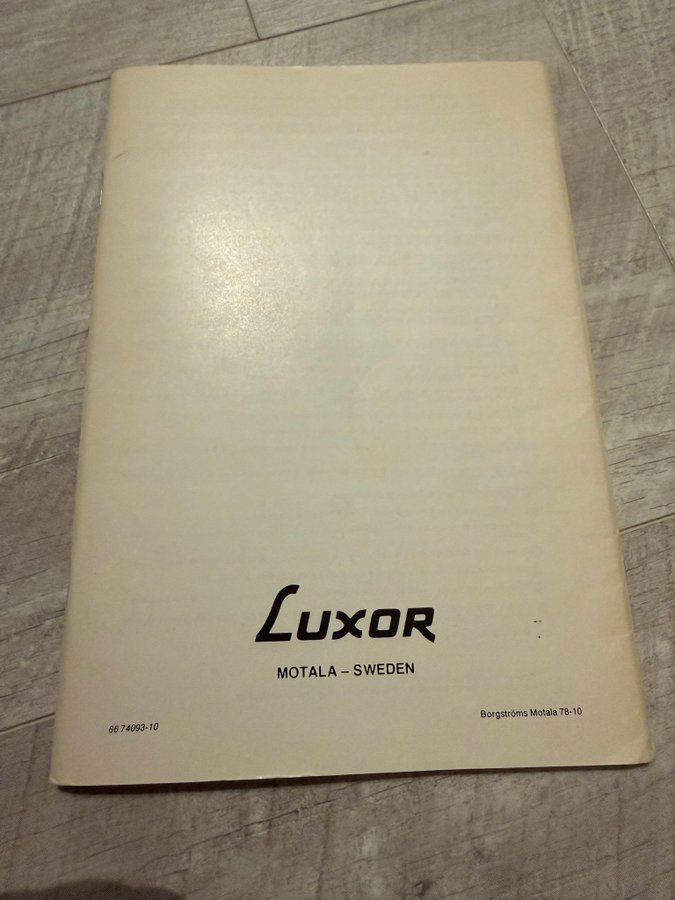 LUXOR
MOTALA – SWEDEN
66 74093-10
Borgströms Motala 78-10